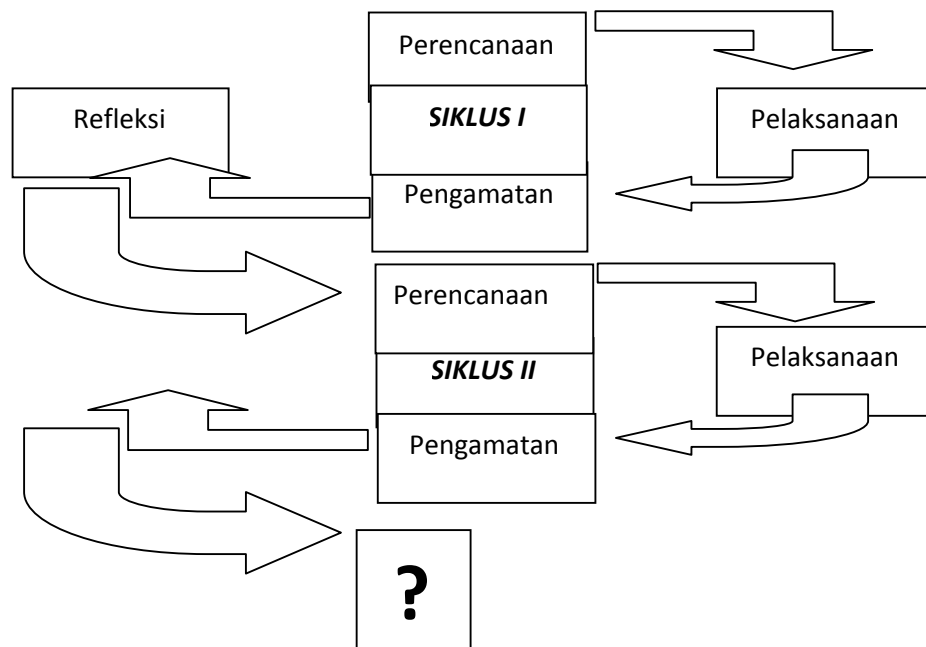 Perencanaan
Refleksi
SIKLUS I
Pelaksanaan
Pengamatan
Perencanaan
Pelaksanaan
SIKLUS II
Pengamatan
?